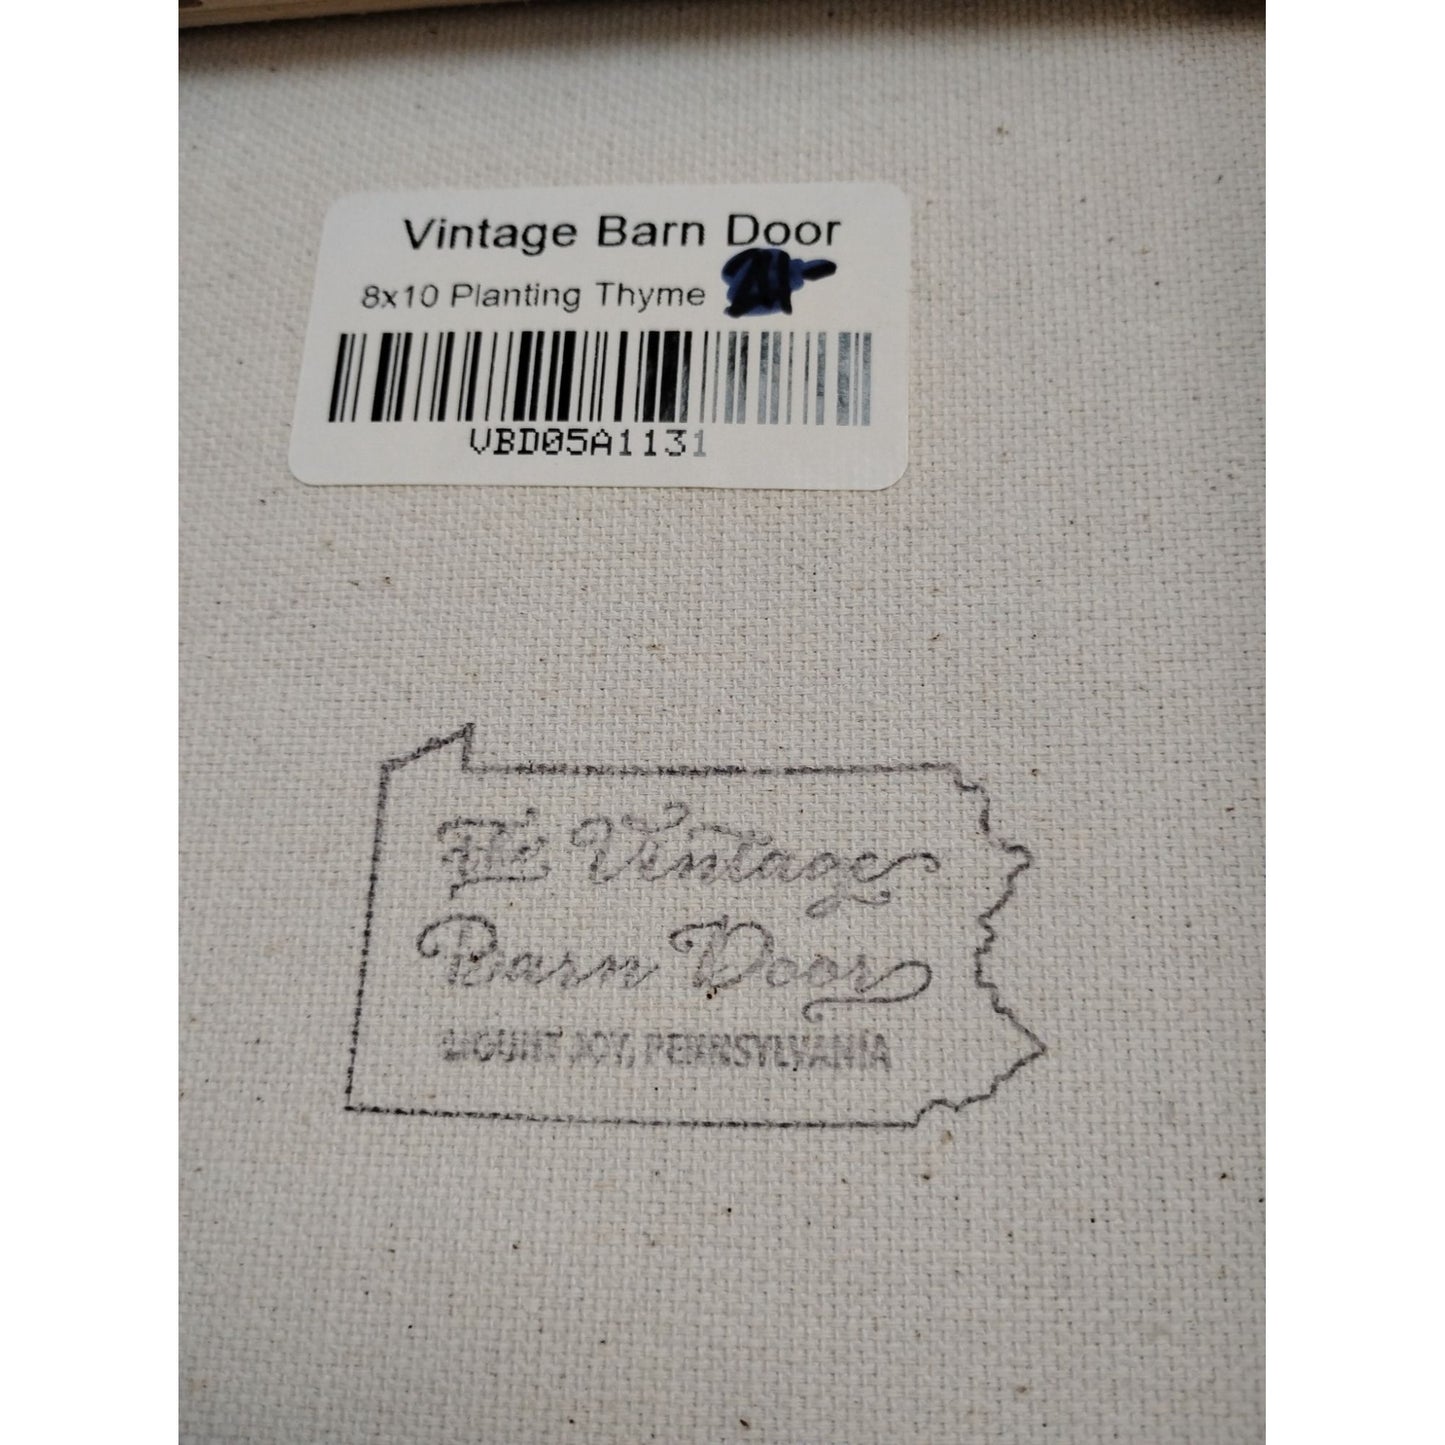 Vintage Barn Door
8x10 Planting Thyme
VBD05A1131
The Vintage
Barn Door
MOUNT JOY, PENNSYLVANIA